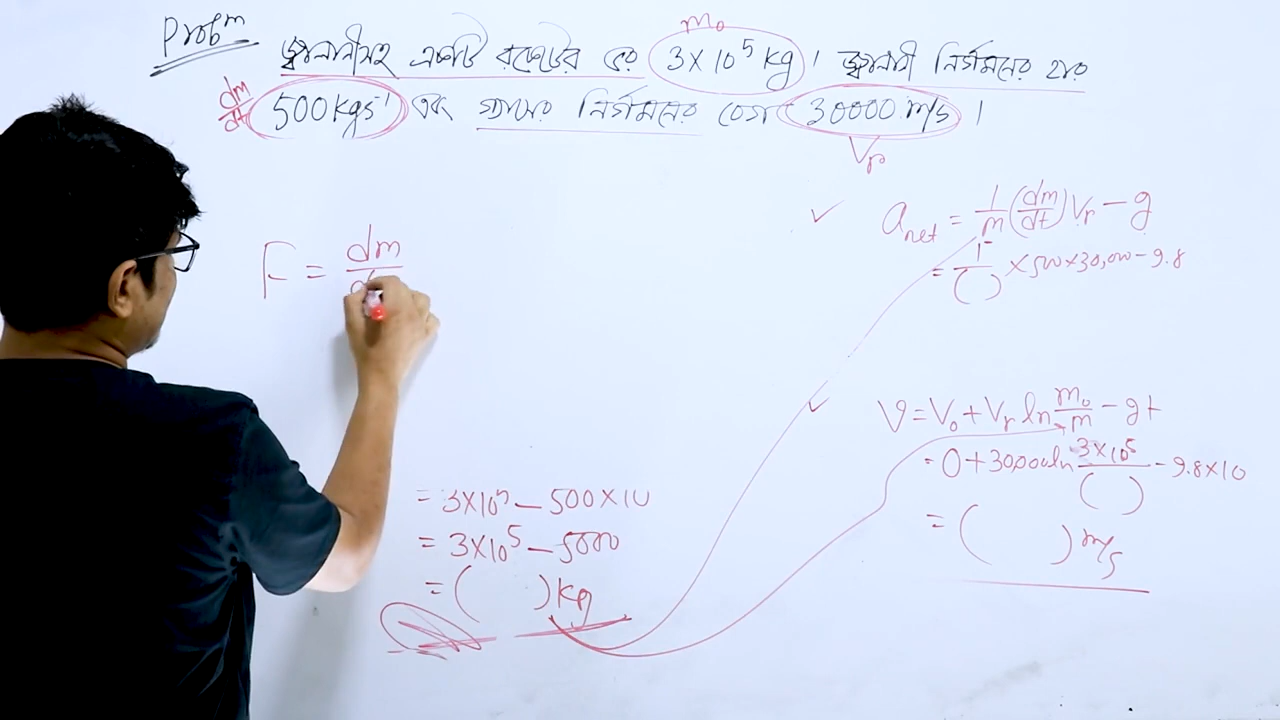 Prob^m
জ্বালানীসহ একটি রকেটের ভর 3×10⁵ kg । জ্বালানী নির্গমনের হার
500 kgs⁻¹ এবং গ্যাসের নির্গমনের বেগ 30000 m/s ।
m₀
dm/dt
Vᵣ
F = dm/d
= 3×10⁵ − 500×10
= 3×10⁵ − 5000
= ( ) kg
✓ a_net = 1/m (dm/dt) Vᵣ − g
= 1/( ) ×500×30,000−9.8
✓ V = V₀ + Vᵣ ln m₀/m − gt
= 0+30000 ln 3×10⁵/( ) − 9.8×10
= ( ) m/s